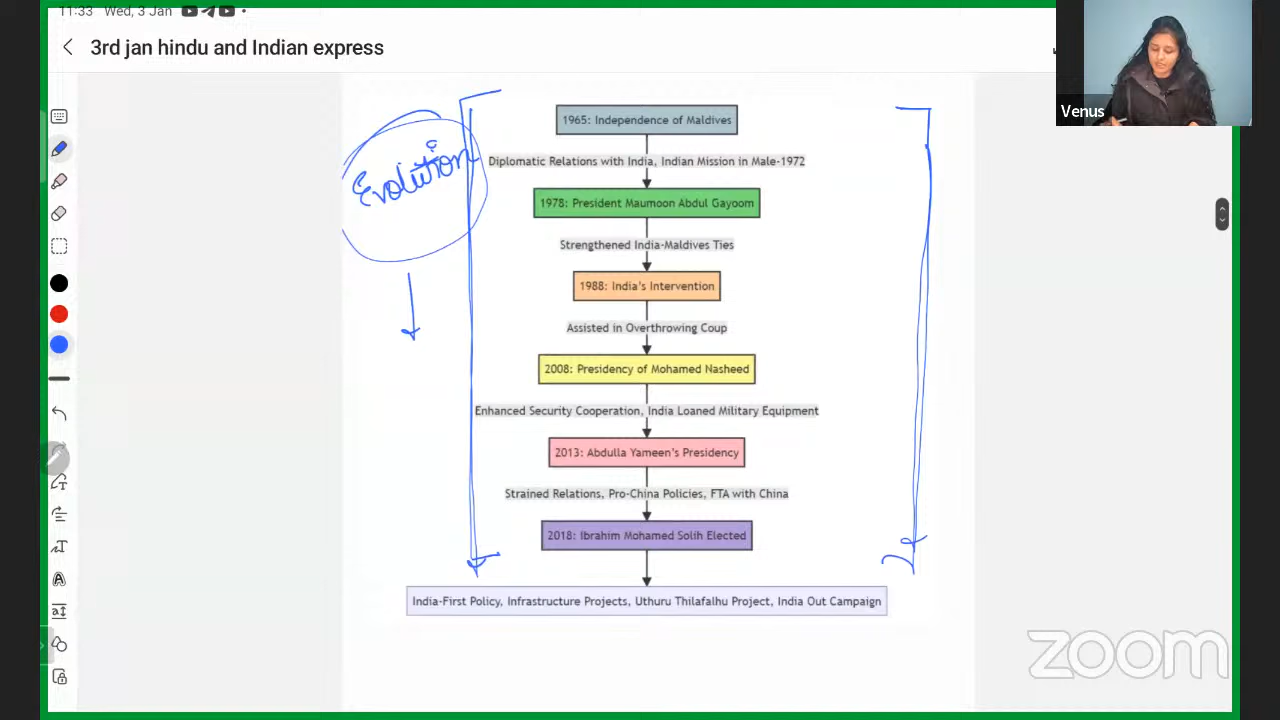 11:33 Wed, 3 Jan
3rd jan hindu and Indian express
Venus
Evolution
1965: Independence of Maldives
Diplomatic Relations with India, Indian Mission in Male-1972
1978: President Maumoon Abdul Gayoom
Strengthened India-Maldives Ties
1988: India's Intervention
Assisted in Overthrowing Coup
2008: Presidency of Mohamed Nasheed
Enhanced Security Cooperation, India Loaned Military Equipment
2013: Abdulla Yameen's Presidency
Strained Relations, Pro-China Policies, FTA with China
2018: Ibrahim Mohamed Solih Elected
India-First Policy, Infrastructure Projects, Uthuru Thilafalhu Project, India Out Campaign
zoom